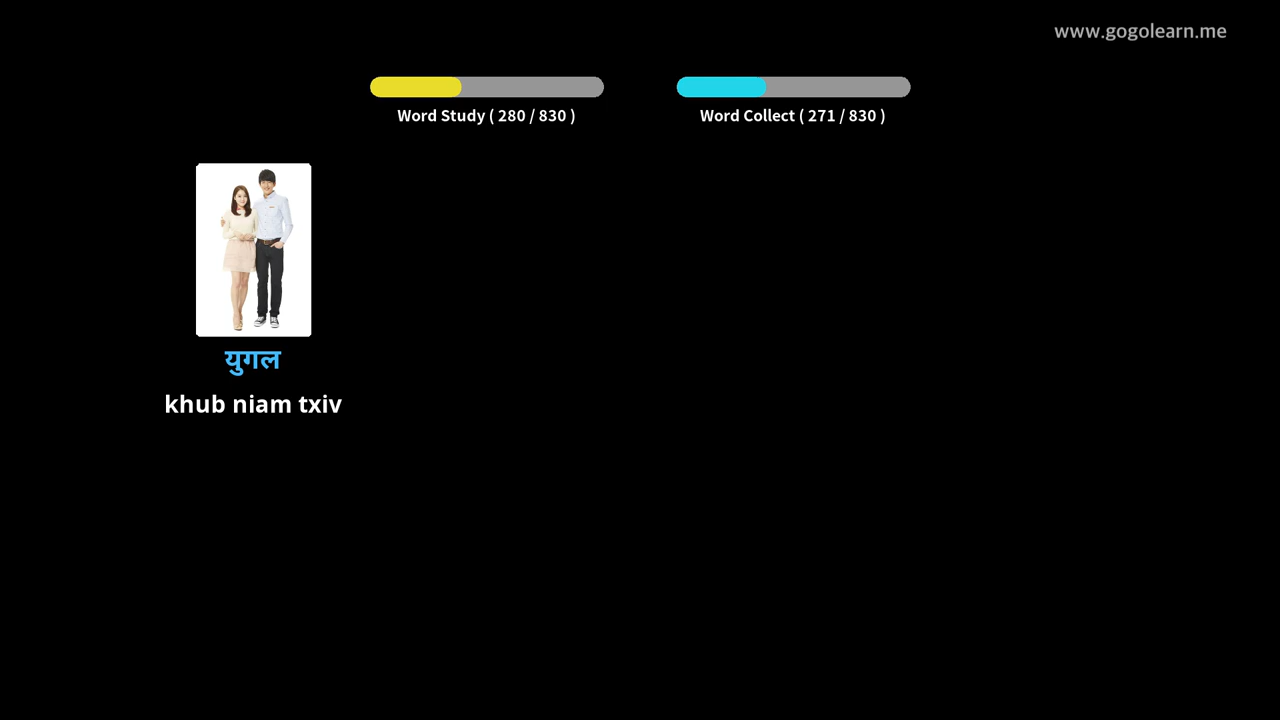 www.gogolearn.me
Word Study ( 280 / 830 )
Word Collect ( 271 / 830 )
युगल
khub niam txiv